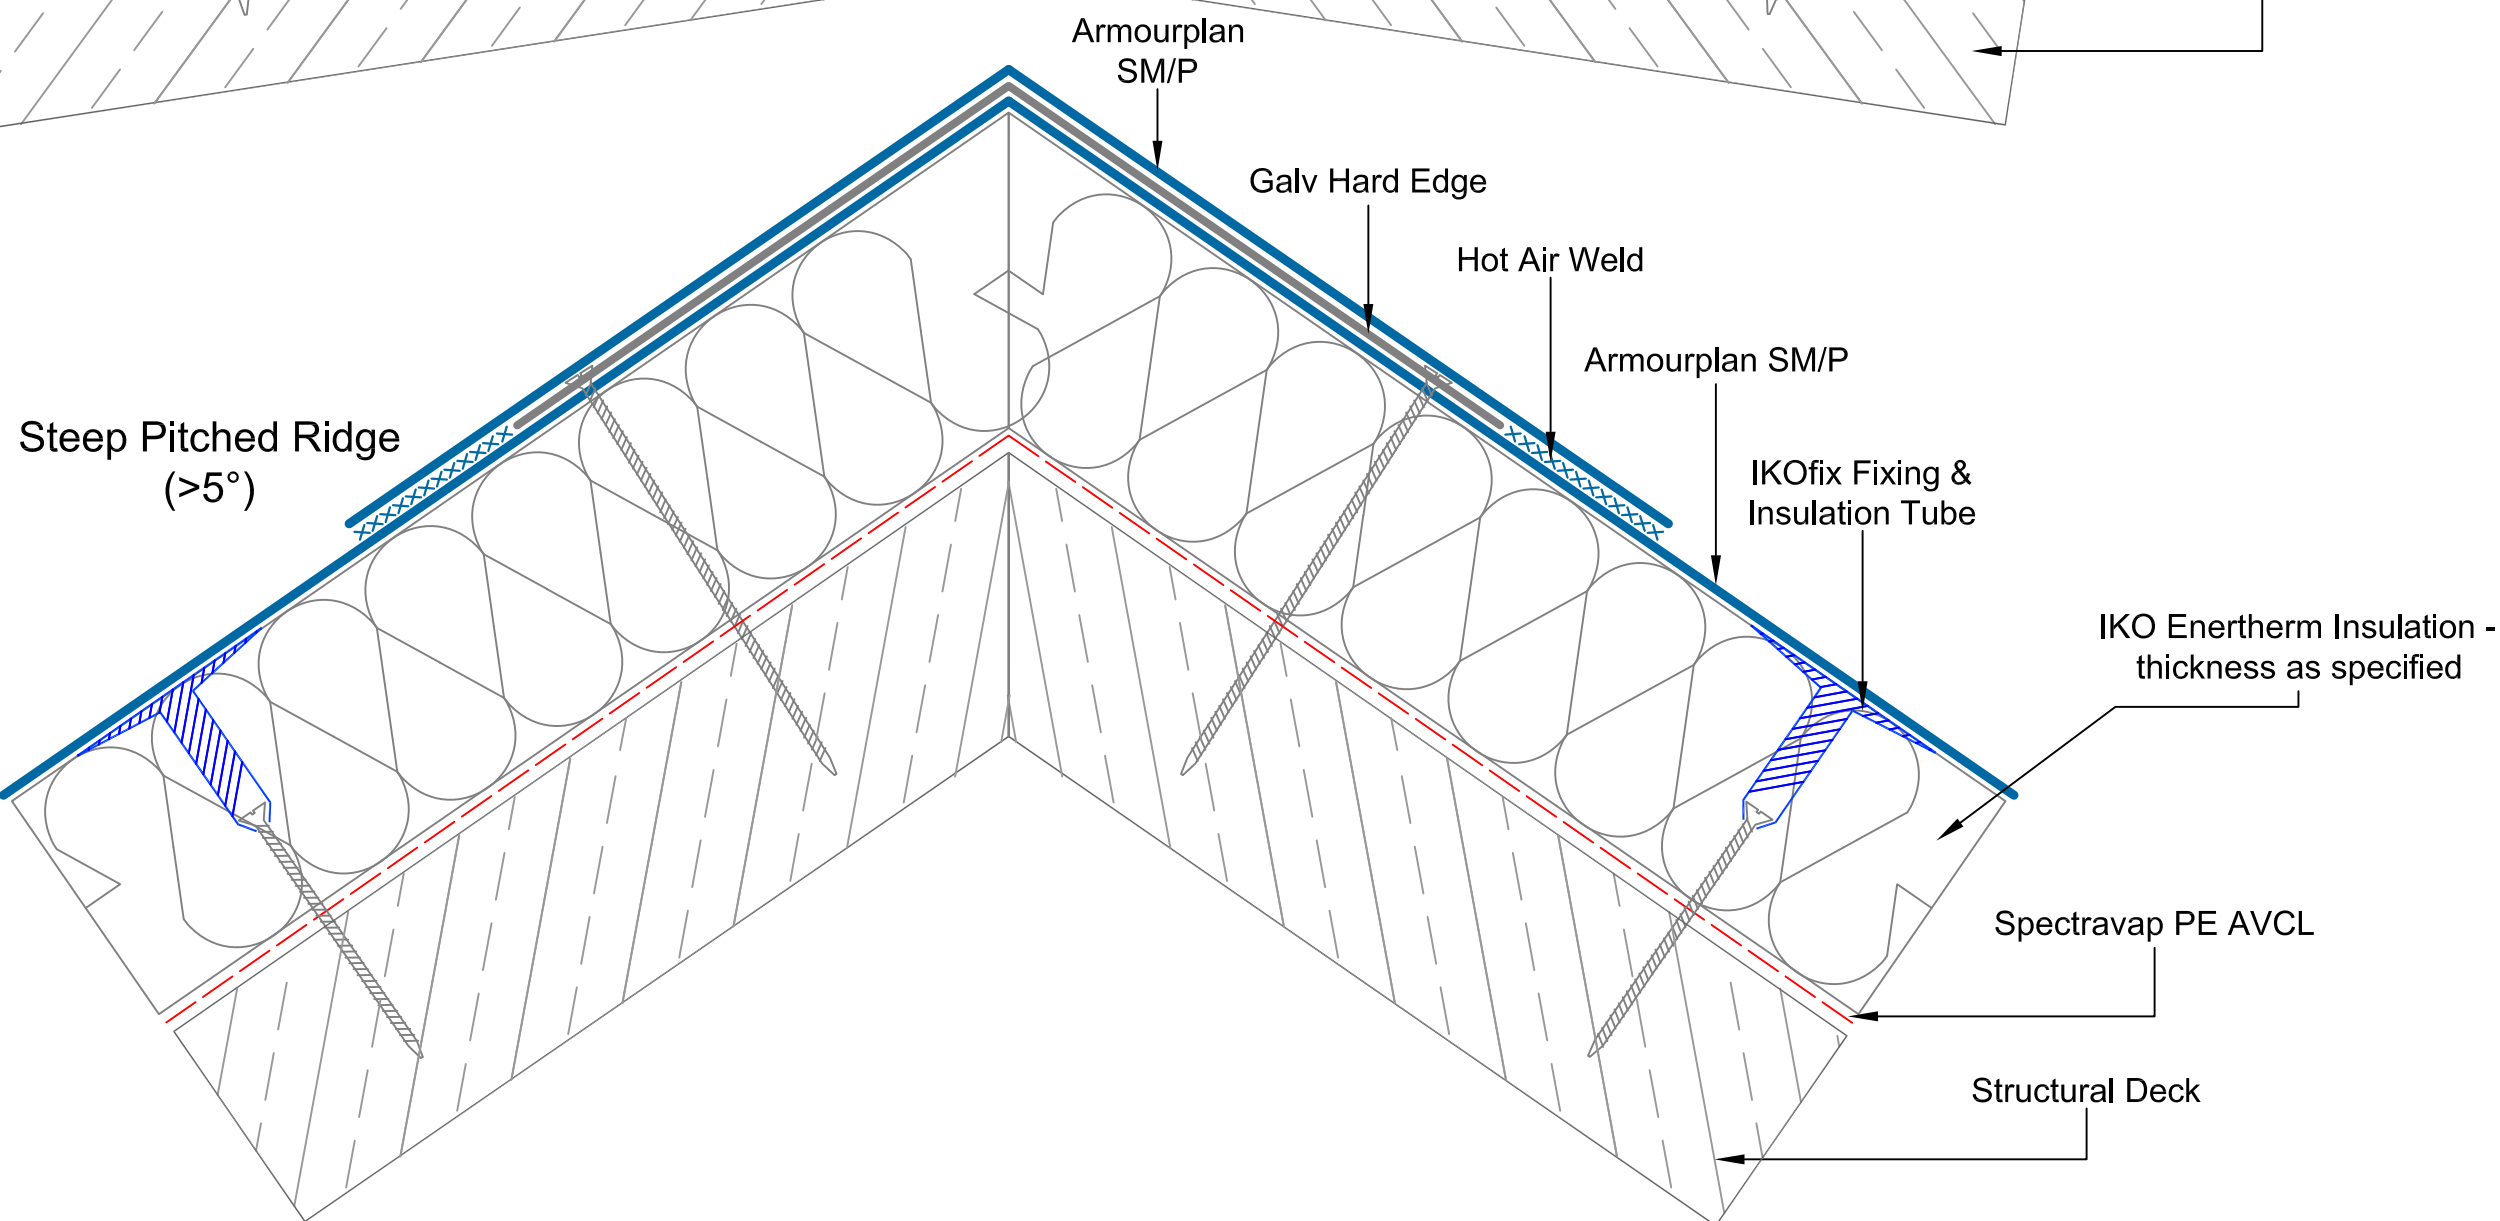 Armourplan
SM/P
Galv Hard Edge
Hot Air Weld
Armourplan SM/P
Steep Pitched Ridge
(>5°)
IKOfix Fixing &
Insulation Tube
IKO Enertherm Insulation -
thickness as specified
Spectravap PE AVCL
Structural Deck